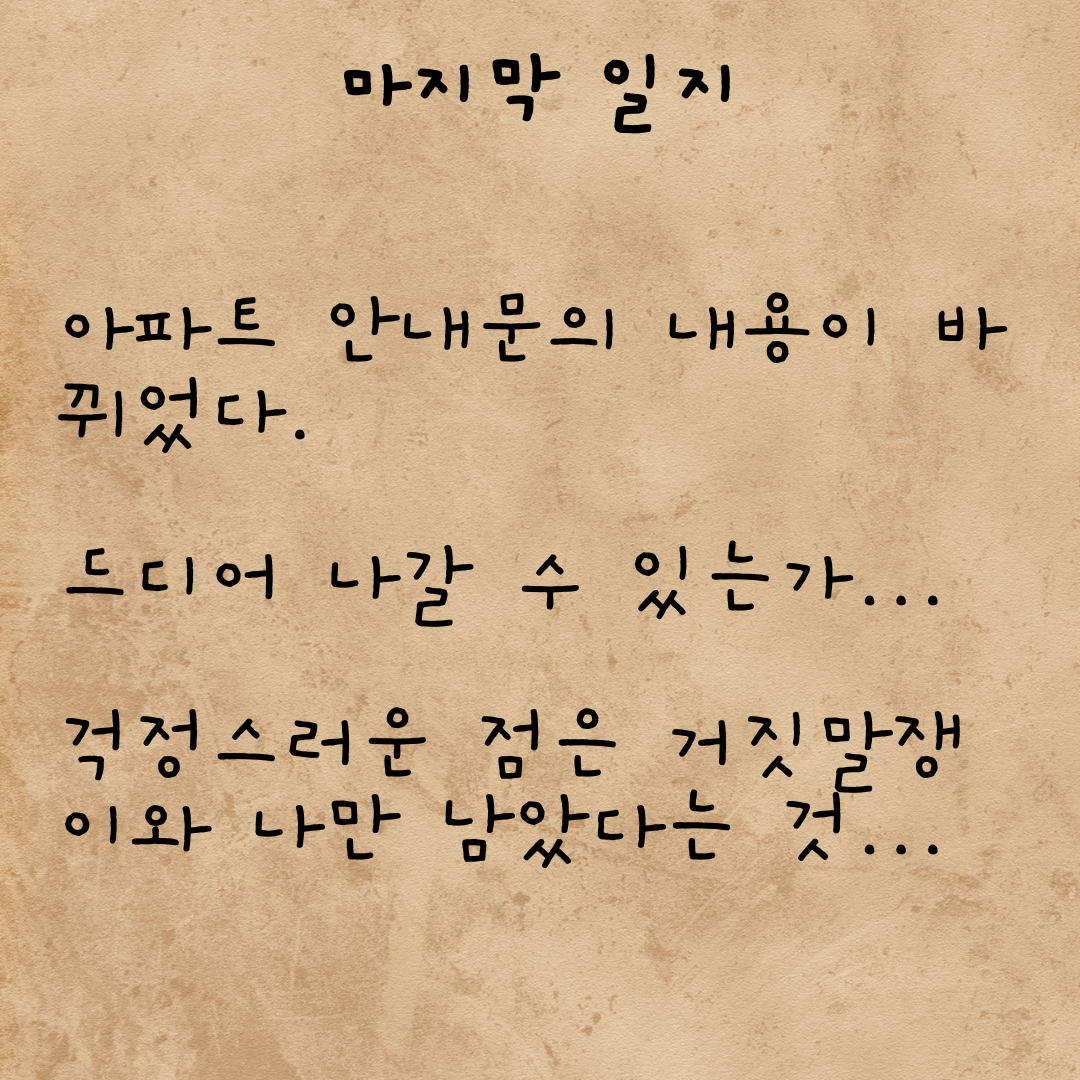 마지막 일지
아파트 안내문의 내용이 바
뀌었다.
드디어 나갈 수 있는가...
걱정스러운 점은 거짓말쟁
이와 나만 남았다는 것...